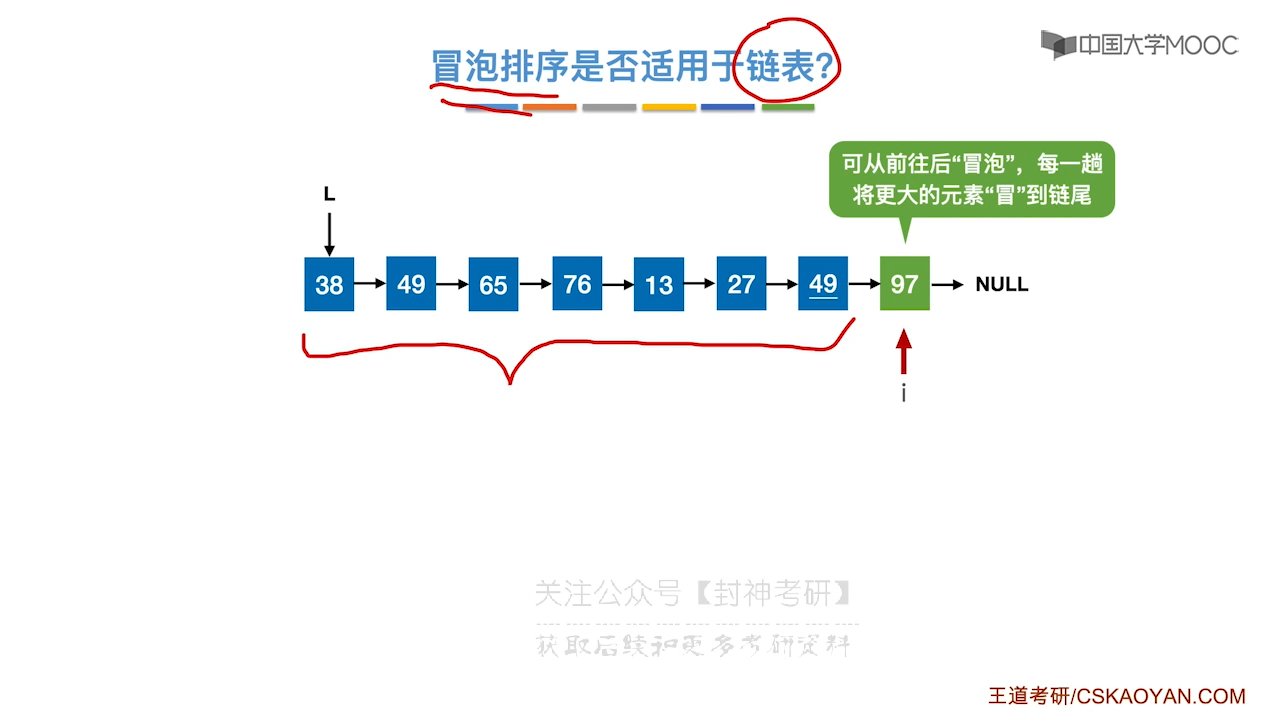 冒泡排序是否适用于链表?
中国大学MOOC
可从前往后“冒泡”，每一趟
将更大的元素“冒”到链尾
L
38 49 65 76 13 27 49 97 NULL
i
关注公众号【封神考研】
获取后续和更多考研资料
王道考研/CSKAOYAN.COM